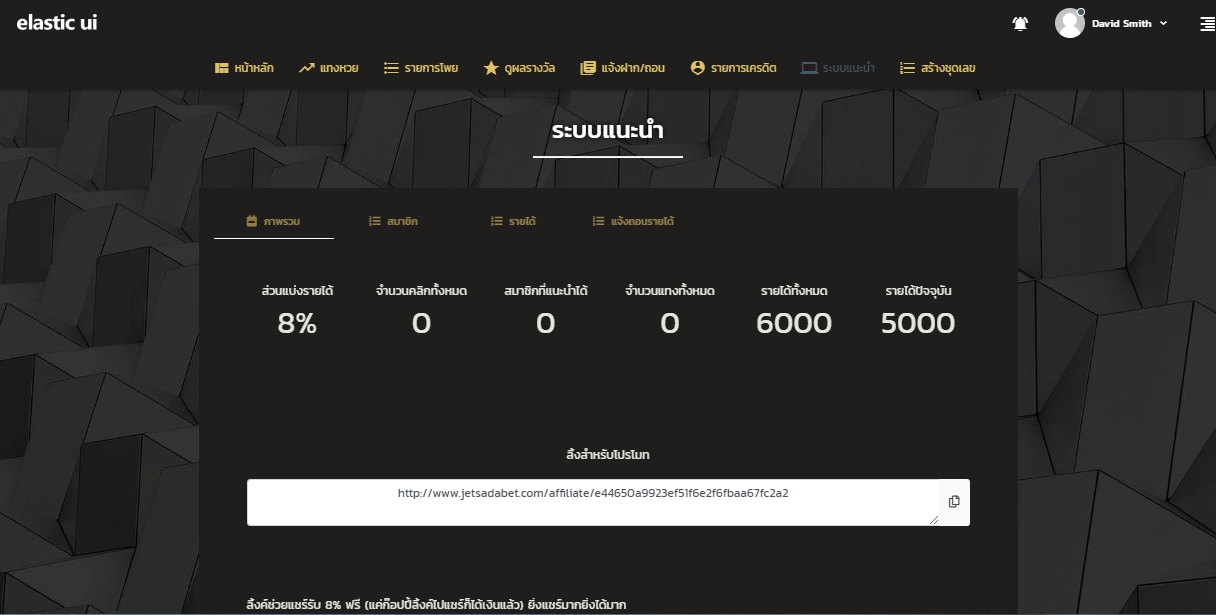 elastic ui
David Smith
หน้าหลัก แทงหวย รายการโพย ดูผลรางวัล แจ้งฝาก/ถอน รายการเครดิต ระบบแนะนำ สร้างชุดเลข
ระบบแนะนำ
ภาพรวม สมาชิก รายได้ แจ้งถอนรายได้
ส่วนแบ่งรายได้ จำนวนคลิกทั้งหมด สมาชิกที่แนะนำได้ จำนวนแทงทั้งหมด รายได้ทั้งหมด รายได้ปัจจุบัน
8% 0 0 0 6000 5000
ลิ้งสำหรับโปรโมท
http://www.jetsadabet.com/affiliate/e44650a9923ef51f6e2f6fbaa67fc2a2
ลิ้งค์ช่วยแชร์รับ 8% ฟรี (แค่ก๊อปปี้ลิ้งค์ไปแชร์ก็ได้เงินแล้ว) ยิ่งแชร์มากยิ่งได้มาก